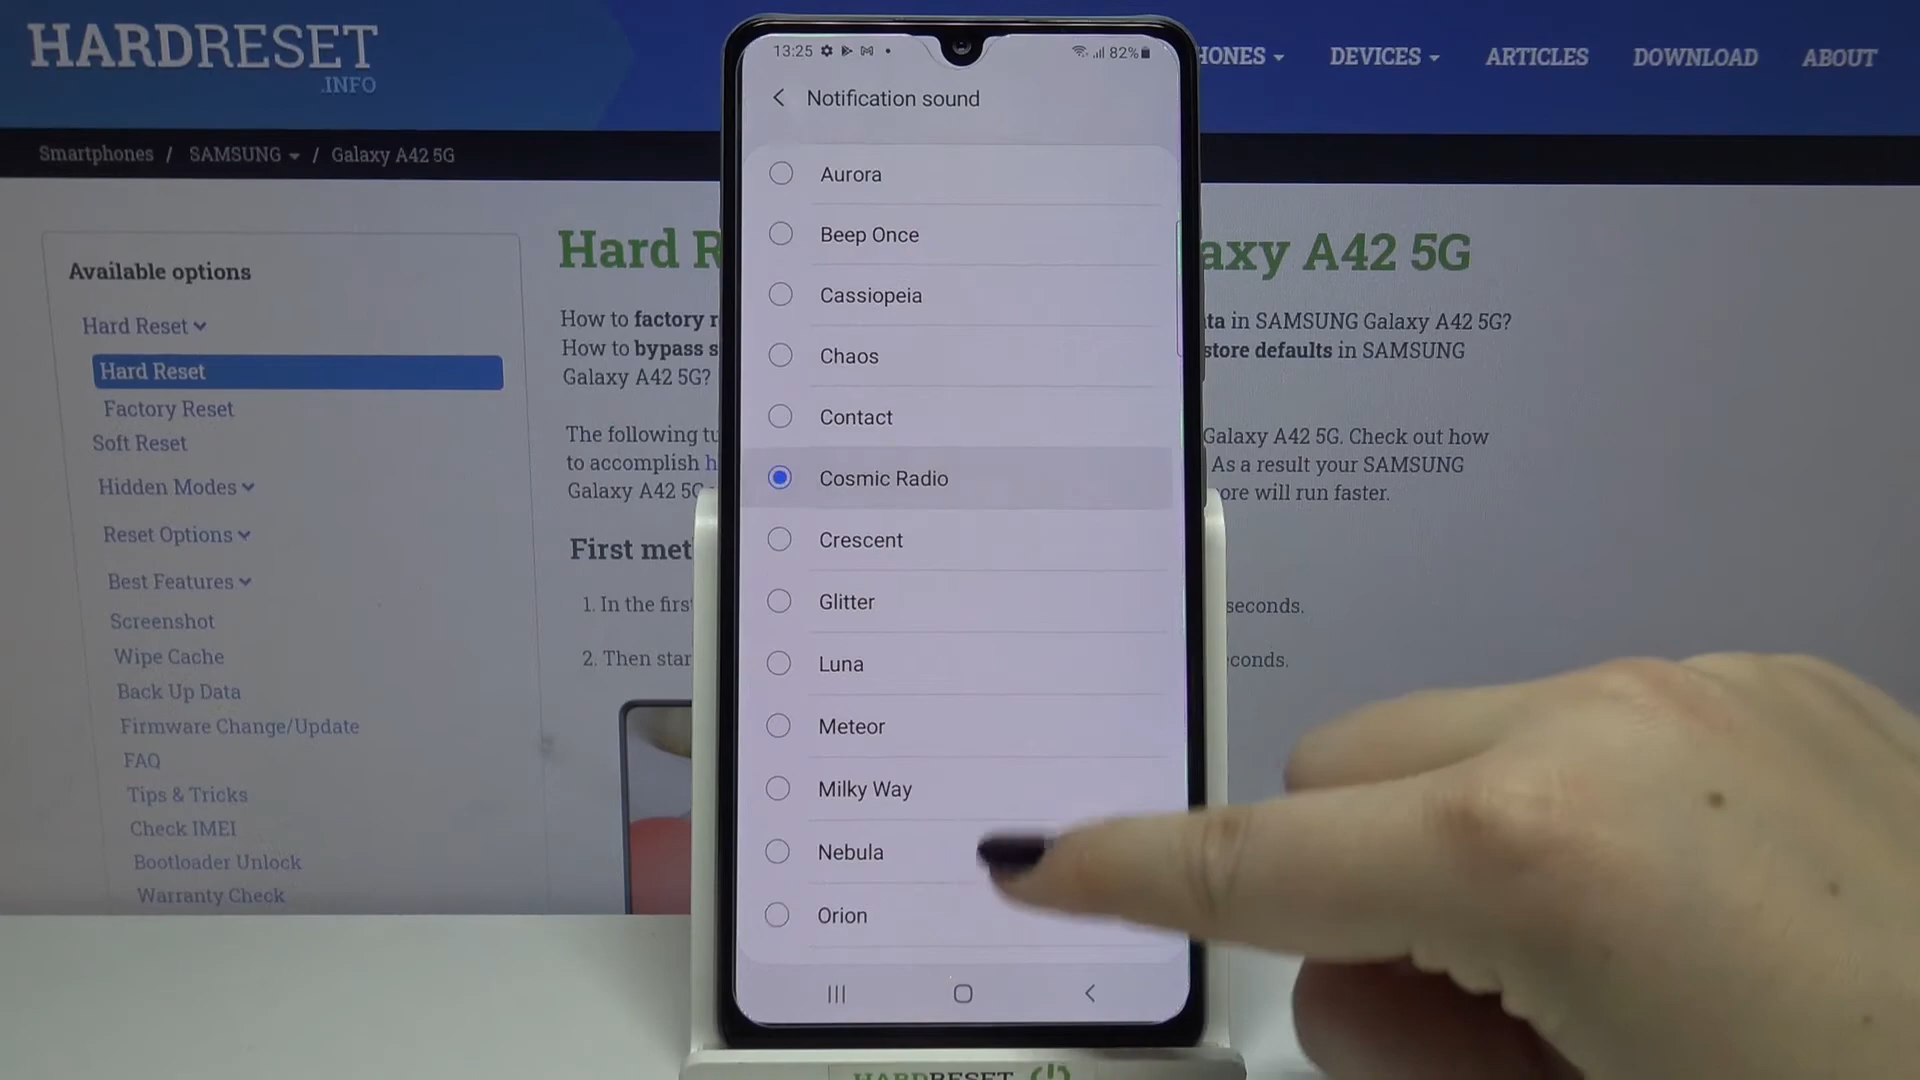 HARDRESET
.INFO
HONES
DEVICES
ARTICLES
DOWNLOAD
ABOUT
Smartphones / SAMSUNG / Galaxy A42 5G
Available options
Hard Reset
Hard Reset
Factory Reset
Soft Reset
Hidden Modes
Reset Options
Best Features
Screenshot
Wipe Cache
Back Up Data
Firmware Change/Update
FAQ
Tips & Tricks
Check IMEI
Bootloader Unlock
Warranty Check
Hard R
axy A42 5G
How to factory r
ta in SAMSUNG Galaxy A42 5G?
How to bypass s
store defaults in SAMSUNG
Galaxy A42 5G?
The following tu
Galaxy A42 5G. Check out how
to accomplish h
As a result your SAMSUNG
Galaxy A42 5G
ore will run faster.
First met
1. In the firs
seconds.
2. Then star
conds.
13:25
82%
Notification sound
Aurora
Beep Once
Cassiopeia
Chaos
Contact
Cosmic Radio
Crescent
Glitter
Luna
Meteor
Milky Way
Nebula
Orion
HARDRESET